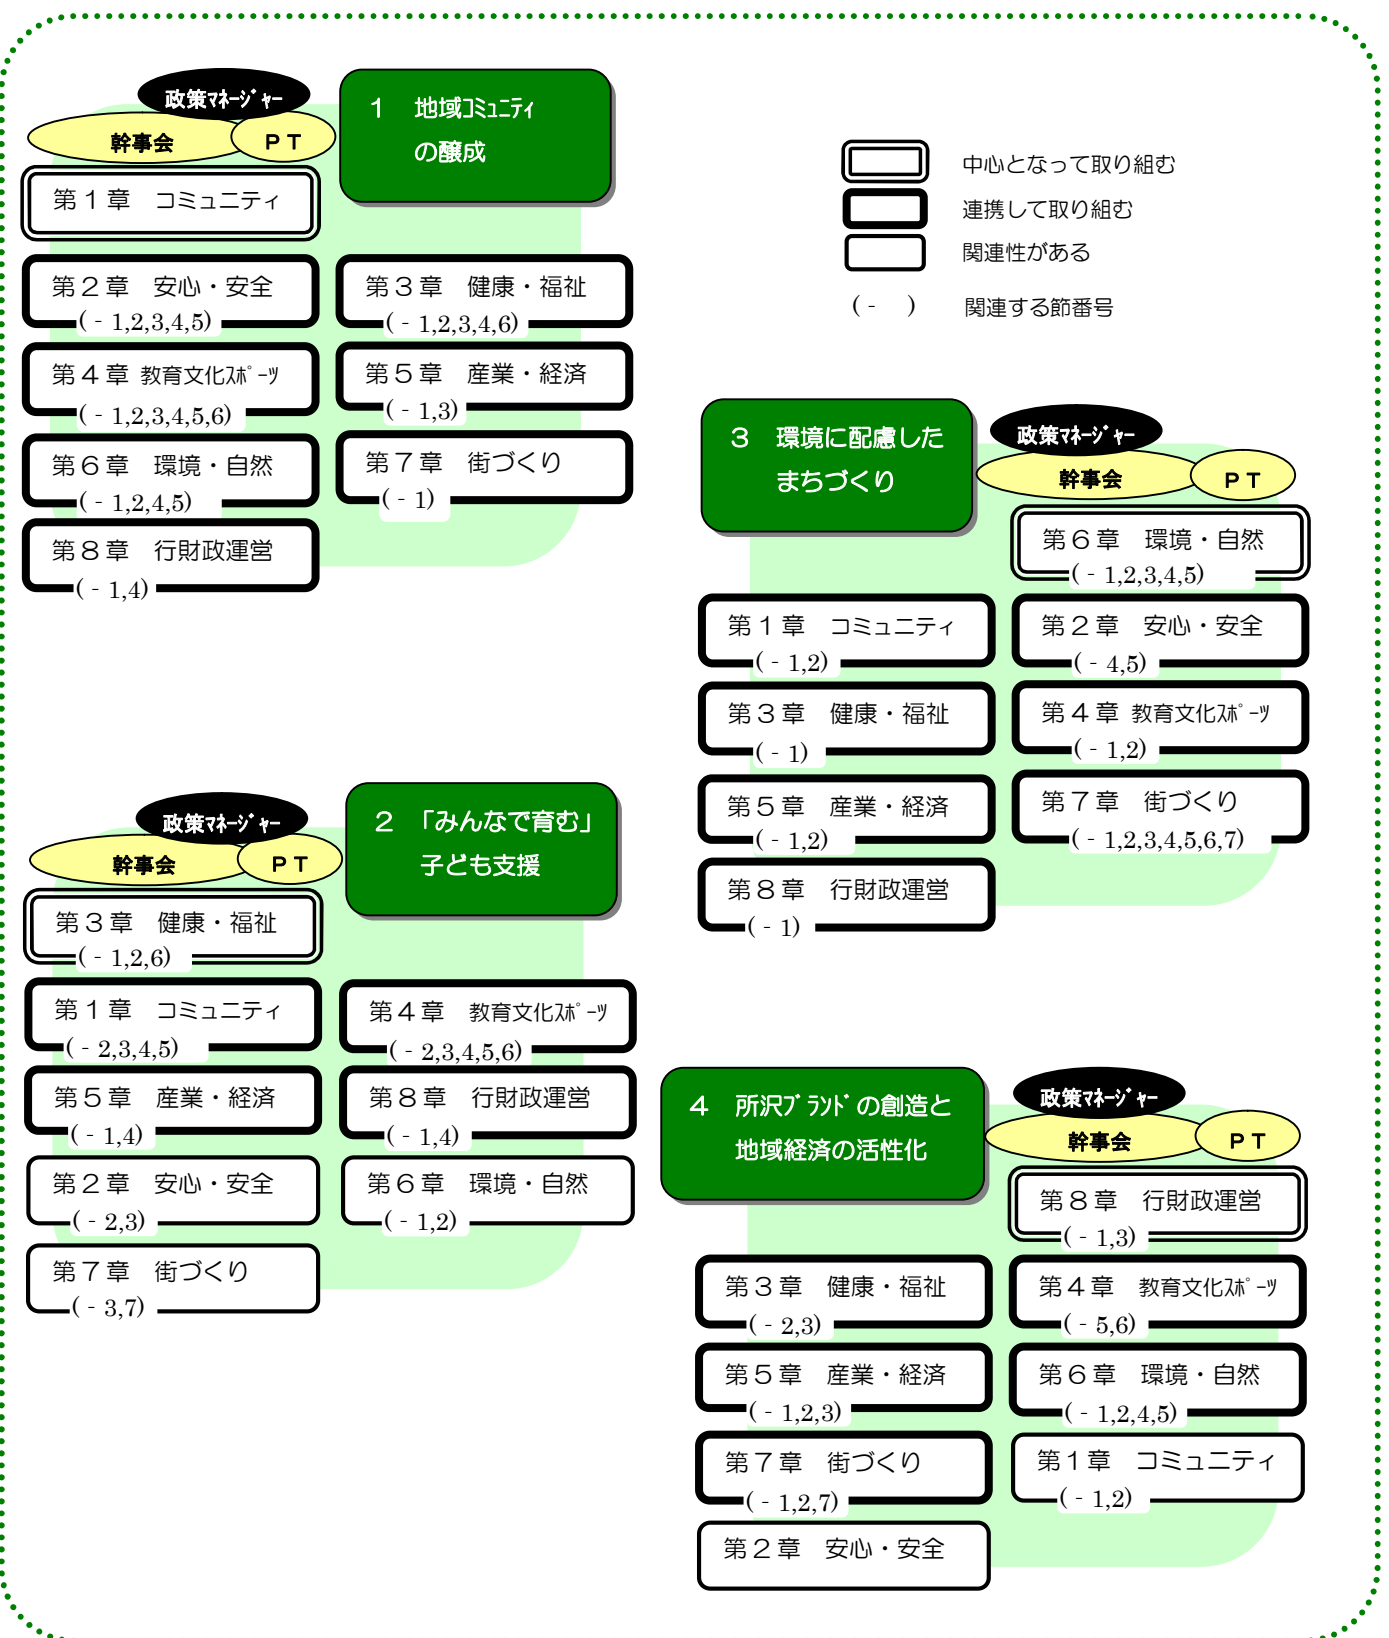 政策ﾏﾈｰｼﾞｬｰ
幹事会
ＰＴ
１　地域ｺﾐｭﾆﾃｨ
の醸成
第１章　コミュニティ
第２章　安心・安全
(‐1,2,3,4,5)
第３章　健康・福祉
(‐1,2,3,4,6)
第４章 教育文化ｽﾎﾟｰﾂ
(‐1,2,3,4,5,6)
第５章　産業・経済
(‐1,3)
第６章　環境・自然
(‐1,2,4,5)
第７章　街づくり
(‐1)
第８章　行財政運営
(‐1,4)
中心となって取り組む
連携して取り組む
関連性がある
(‐　)　関連する節番号
政策ﾏﾈｰｼﾞｬｰ
幹事会
ＰＴ
２　「みんなで育む」
子ども支援
第３章　健康・福祉
(‐1,2,6)
第１章　コミュニティ
(‐2,3,4,5)
第４章　教育文化ｽﾎﾟｰﾂ
(‐2,3,4,5,6)
第５章　産業・経済
(‐1,4)
第８章　行財政運営
(‐1,4)
第２章　安心・安全
(‐2,3)
第６章　環境・自然
(‐1,2)
第７章　街づくり
(‐3,7)
３　環境に配慮した
まちづくり
政策ﾏﾈｰｼﾞｬｰ
幹事会
ＰＴ
第６章　環境・自然
(‐1,2,3,4,5)
第１章　コミュニティ
(‐1,2)
第２章　安心・安全
(‐4,5)
第３章　健康・福祉
(‐1)
第４章 教育文化ｽﾎﾟｰﾂ
(‐1,2)
第５章　産業・経済
(‐1,2)
第７章　街づくり
(‐1,2,3,4,5,6,7)
第８章　行財政運営
(‐1)
４　所沢ﾌﾞﾗﾝﾄﾞの創造と
地域経済の活性化
政策ﾏﾈｰｼﾞｬｰ
幹事会
ＰＴ
第８章　行財政運営
(‐1,3)
第３章　健康・福祉
(‐2,3)
第４章　教育文化ｽﾎﾟｰﾂ
(‐5,6)
第５章　産業・経済
(‐1,2,3)
第６章　環境・自然
(‐1,2,4,5)
第７章　街づくり
(‐1,2,7)
第１章　コミュニティ
(‐1,2)
第２章　安心・安全